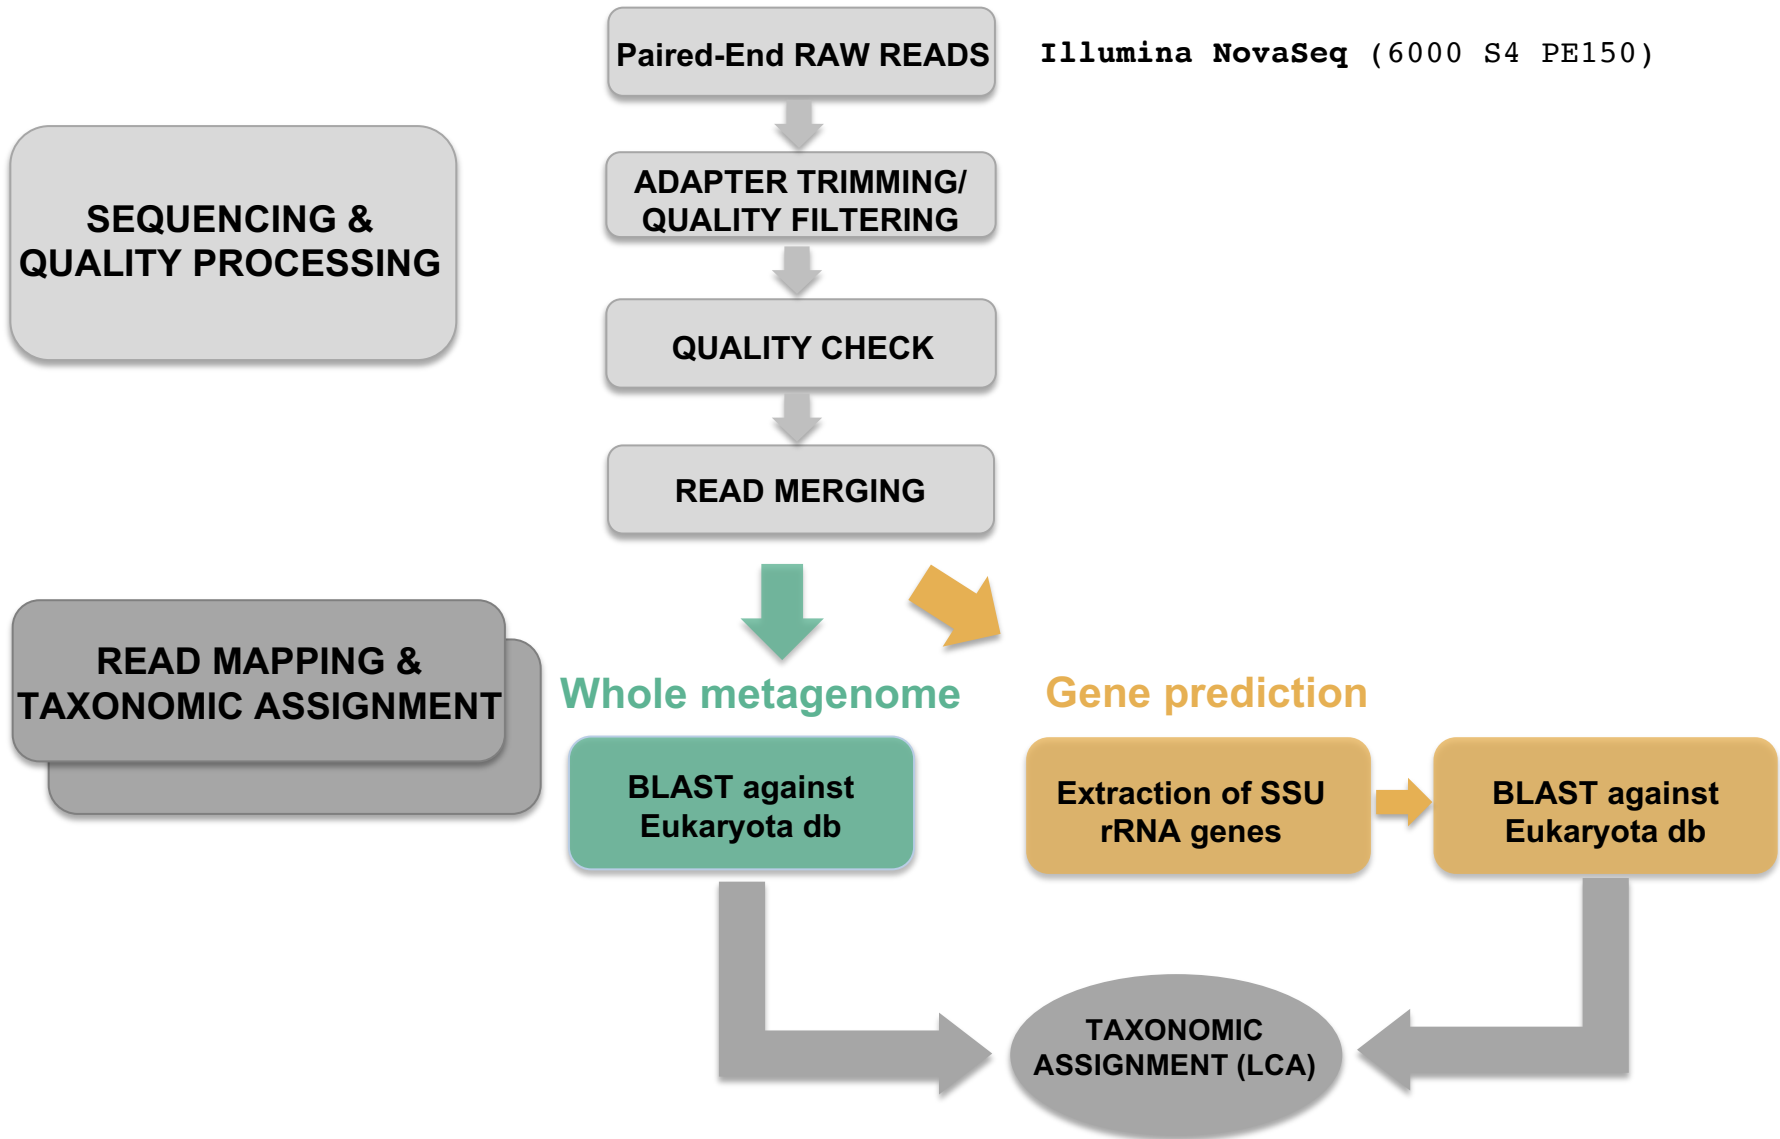 Paired-End RAW READS
Illumina NovaSeq (6000 S4 PE150)
SEQUENCING &
QUALITY PROCESSING
ADAPTER TRIMMING/
QUALITY FILTERING
QUALITY CHECK
READ MERGING
READ MAPPING &
TAXONOMIC ASSIGNMENT
Whole metagenome
Gene prediction
BLAST against
Eukaryota db
Extraction of SSU
rRNA genes
BLAST against
Eukaryota db
TAXONOMIC
ASSIGNMENT (LCA)